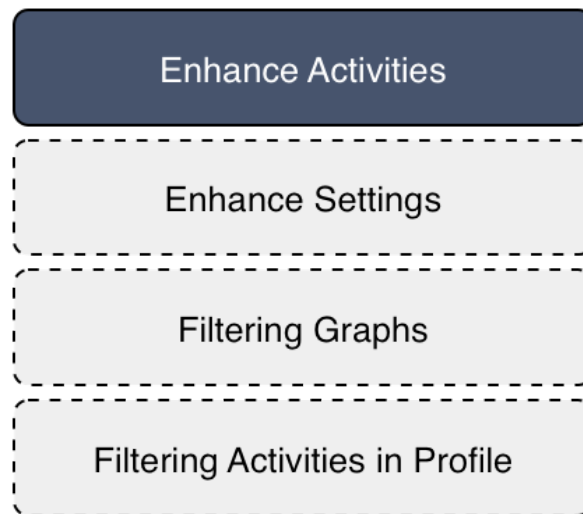 Enhance Activities
Enhance Settings
Filtering Graphs
Filtering Activities in Profile